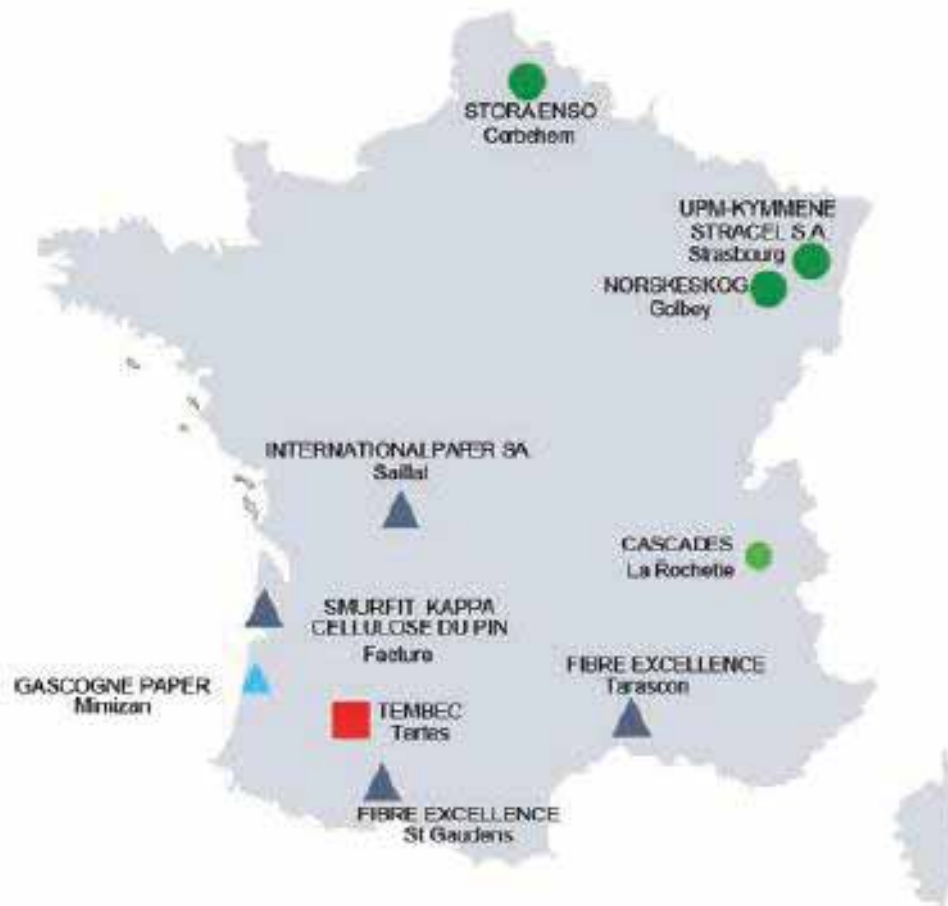 STORAENSO
Corbehem
UPM-KYMMENE
STRACEL S.A.
Strasbourg
NORSKESKOG
Golbey
INTERNATIONALPAPER SA
Saillat
CASCADES
La Rochette
SMURFIT KAPPA
CELLULOSE DU PIN
Facture
GASCOGNE PAPER
Mimizan
FIBRE EXCELLENCE
Tarascon
TEMBEC
Tartas
FIBRE EXCELLENCE
St Gaudens